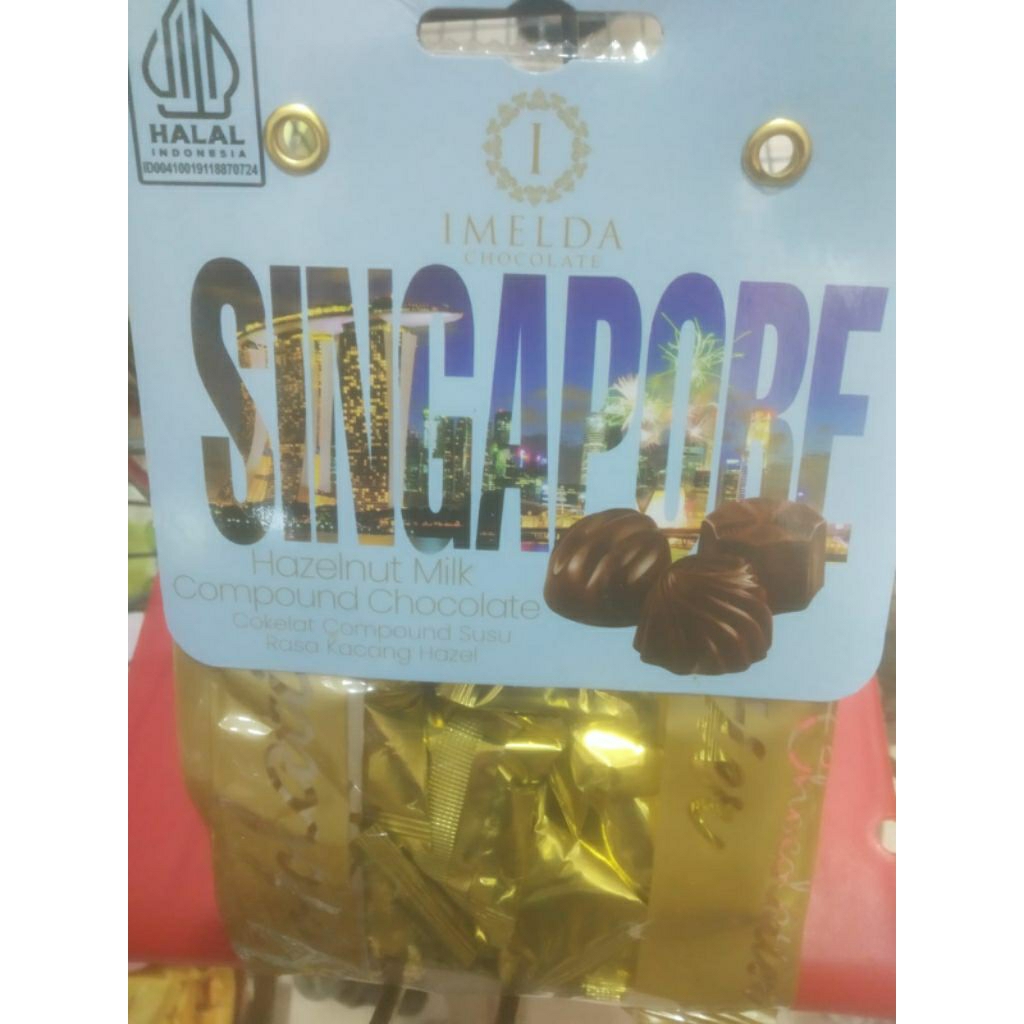 HALAL
INDONESIA
ID00410019118870724
I
IMELDA
CHOCOLATE
SINGAPORE
Hazelnut Milk
Compound Chocolate
Cokelat Compound Susu
Rasa Kacang Hazel